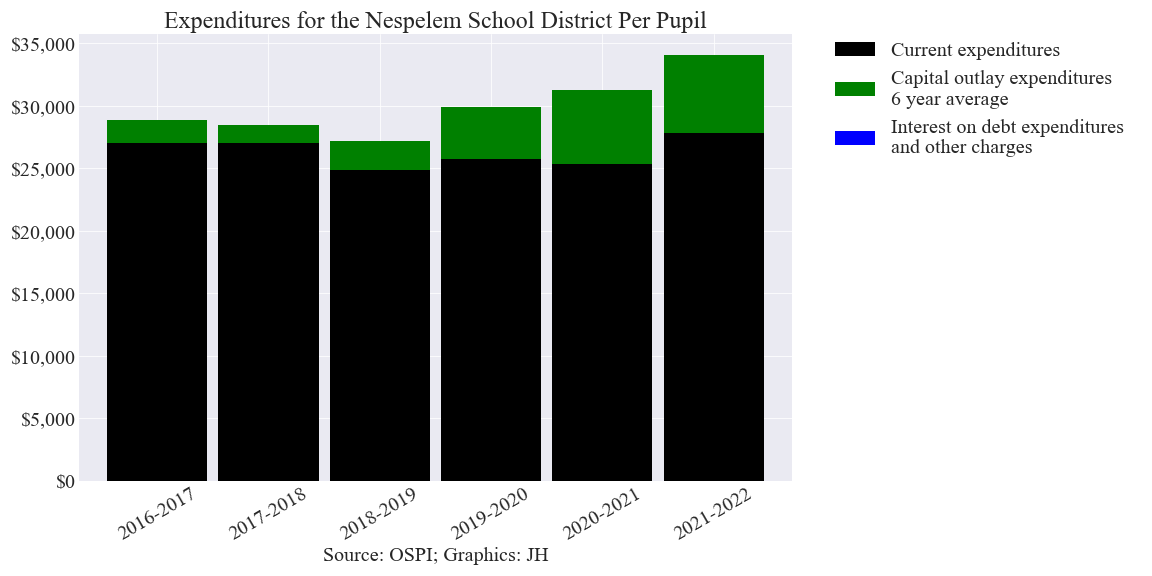 Expenditures for the Nespelem School District Per Pupil
$35,000
$30,000
$25,000
$20,000
$15,000
$10,000
$5,000
$0
2016-2017
2017-2018
2018-2019
2019-2020
2020-2021
2021-2022
Source: OSPI; Graphics: JH
Current expenditures
Capital outlay expenditures
6 year average
Interest on debt expenditures
and other charges